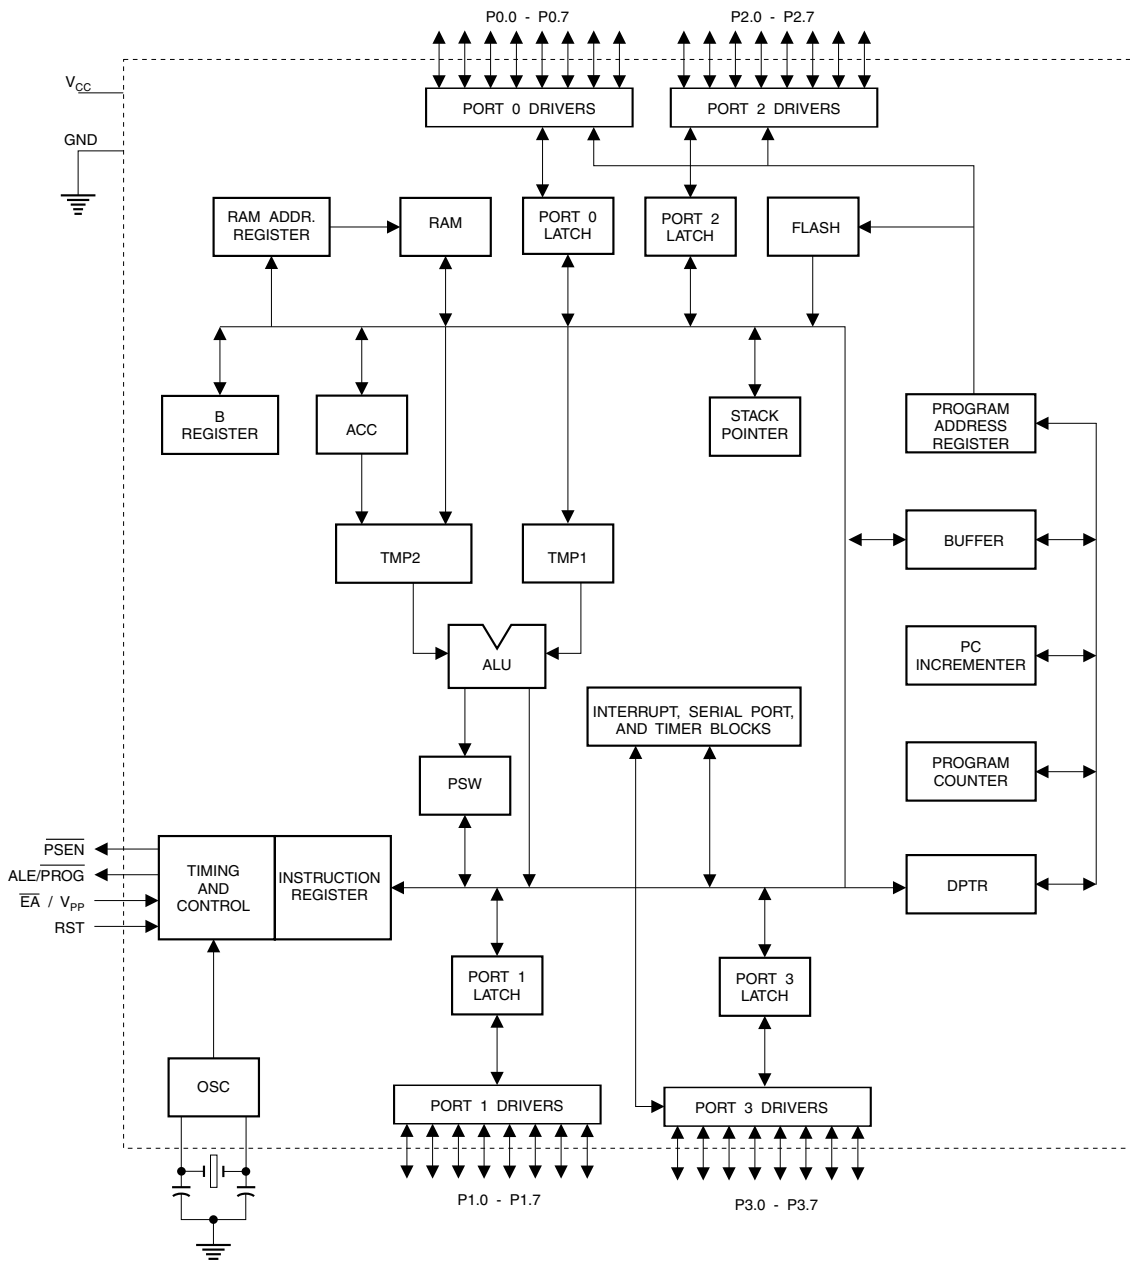 P0.0 - P0.7
P2.0 - P2.7
V_CC
PORT 0 DRIVERS
PORT 2 DRIVERS
GND
RAM ADDR.
REGISTER
RAM
PORT 0
LATCH
PORT 2
LATCH
FLASH
B
REGISTER
ACC
STACK
POINTER
PROGRAM
ADDRESS
REGISTER
TMP2
TMP1
BUFFER
ALU
PC
INCREMENTER
INTERRUPT, SERIAL PORT,
AND TIMER BLOCKS
PSW
PROGRAM
COUNTER
PSEN
ALE/PROG
EA / V_PP
RST
TIMING
AND
CONTROL
INSTRUCTION
REGISTER
DPTR
PORT 1
LATCH
PORT 3
LATCH
OSC
PORT 1 DRIVERS
PORT 3 DRIVERS
P1.0 - P1.7
P3.0 - P3.7